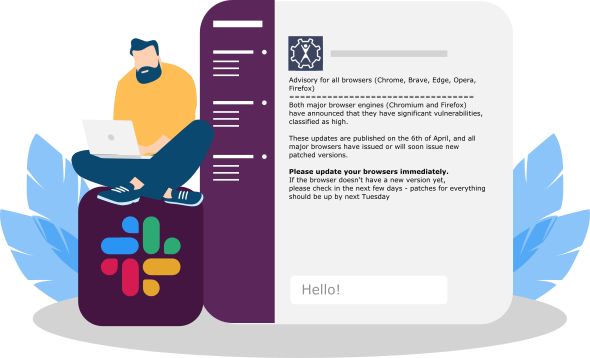 Advisory for all browsers (Chrome, Brave, Edge, Opera,
Firefox)
======================================
Both major browser engines (Chromium and Firefox)
have announced that they have significant vulnerabilities,
classified as high.
These updates are published on the 6th of April, and all
major browsers have issued or will soon issue new
patched versions.
Please update your browsers immediately.
If the browser doesn't have a new version yet,
please check in the next few days - patches for everything
should be up by next Tuesday
Hello!